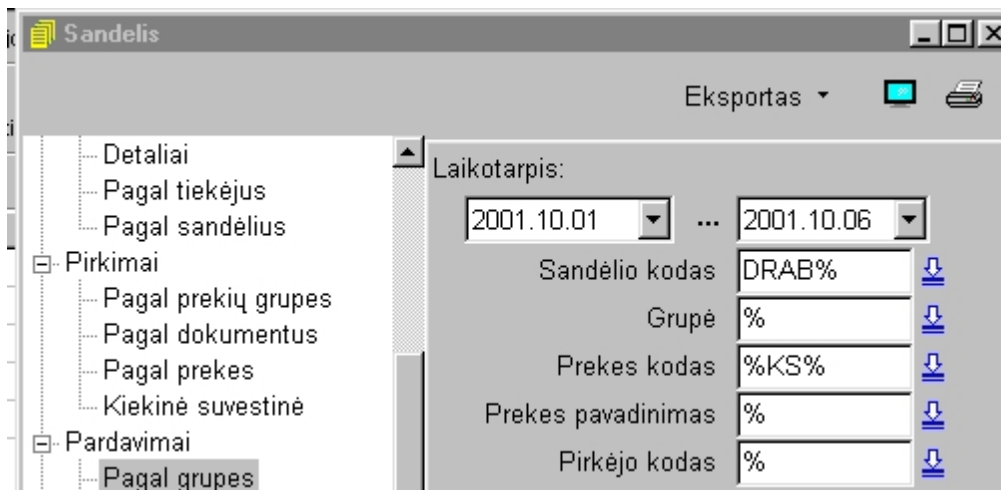 Sandelis
Eksportas
Detaliai
Pagal tiekėjus
Pagal sandėlius
Pirkimai
Pagal prekių grupes
Pagal dokumentus
Pagal prekes
Kiekinė suvestinė
Pardavimai
Pagal grupes
Laikotarpis:
2001.10.01 ... 2001.10.06
Sandėlio kodas DRAB%
Grupė %
Prekes kodas %KS%
Prekes pavadinimas %
Pirkėjo kodas %